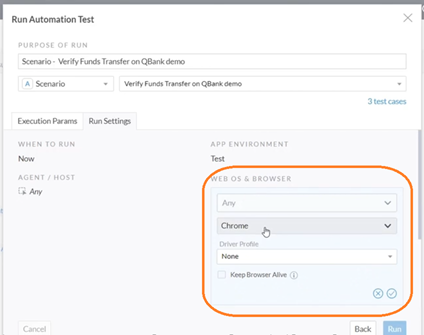 Run Automation Test
PURPOSE OF RUN
Scenario - Verify Funds Transfer on QBank demo
A Scenario
Verify Funds Transfer on QBank demo
3 test cases
Execution Params
Run Settings
WHEN TO RUN
Now
APP ENVIRONMENT
Test
AGENT / HOST
Any
WEB OS & BROWSER
Any
Chrome
Driver Profile
None
Keep Browser Alive
Cancel
Back
Run